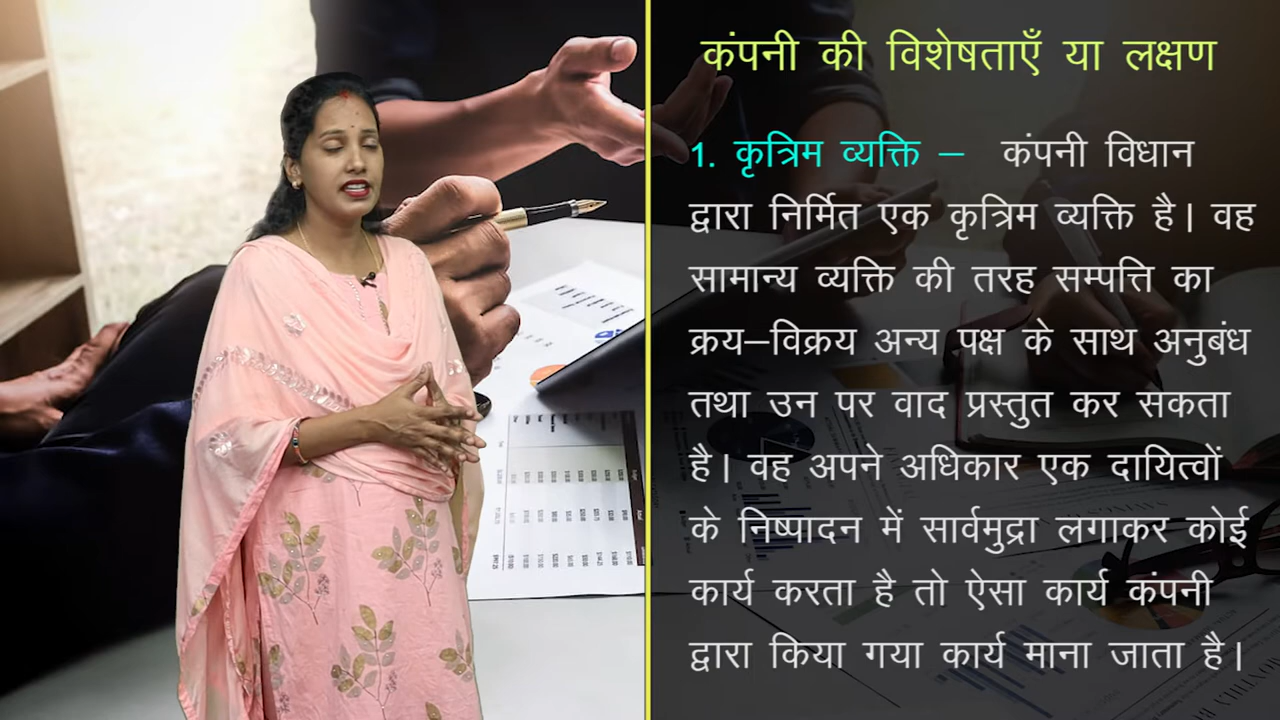 कंपनी की विशेषताएँ या लक्षण
1. कृत्रिम व्यक्ति – कंपनी विधान
द्वारा निर्मित एक कृत्रिम व्यक्ति है। वह
सामान्य व्यक्ति की तरह सम्पत्ति का
क्रय–विक्रय अन्य पक्ष के साथ अनुबंध
तथा उन पर वाद प्रस्तुत कर सकता
है। वह अपने अधिकार एक दायित्वों
के निष्पादन में सार्वमुद्रा लगाकर कोई
कार्य करता है तो ऐसा कार्य कंपनी
द्वारा किया गया कार्य माना जाता है।